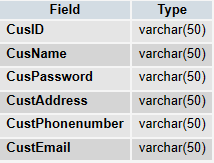 Field Type
CusID varchar(50)
CusName varchar(50)
CusPassword varchar(50)
CustAddress varchar(50)
CustPhonenumber varchar(50)
CustEmail varchar(50)